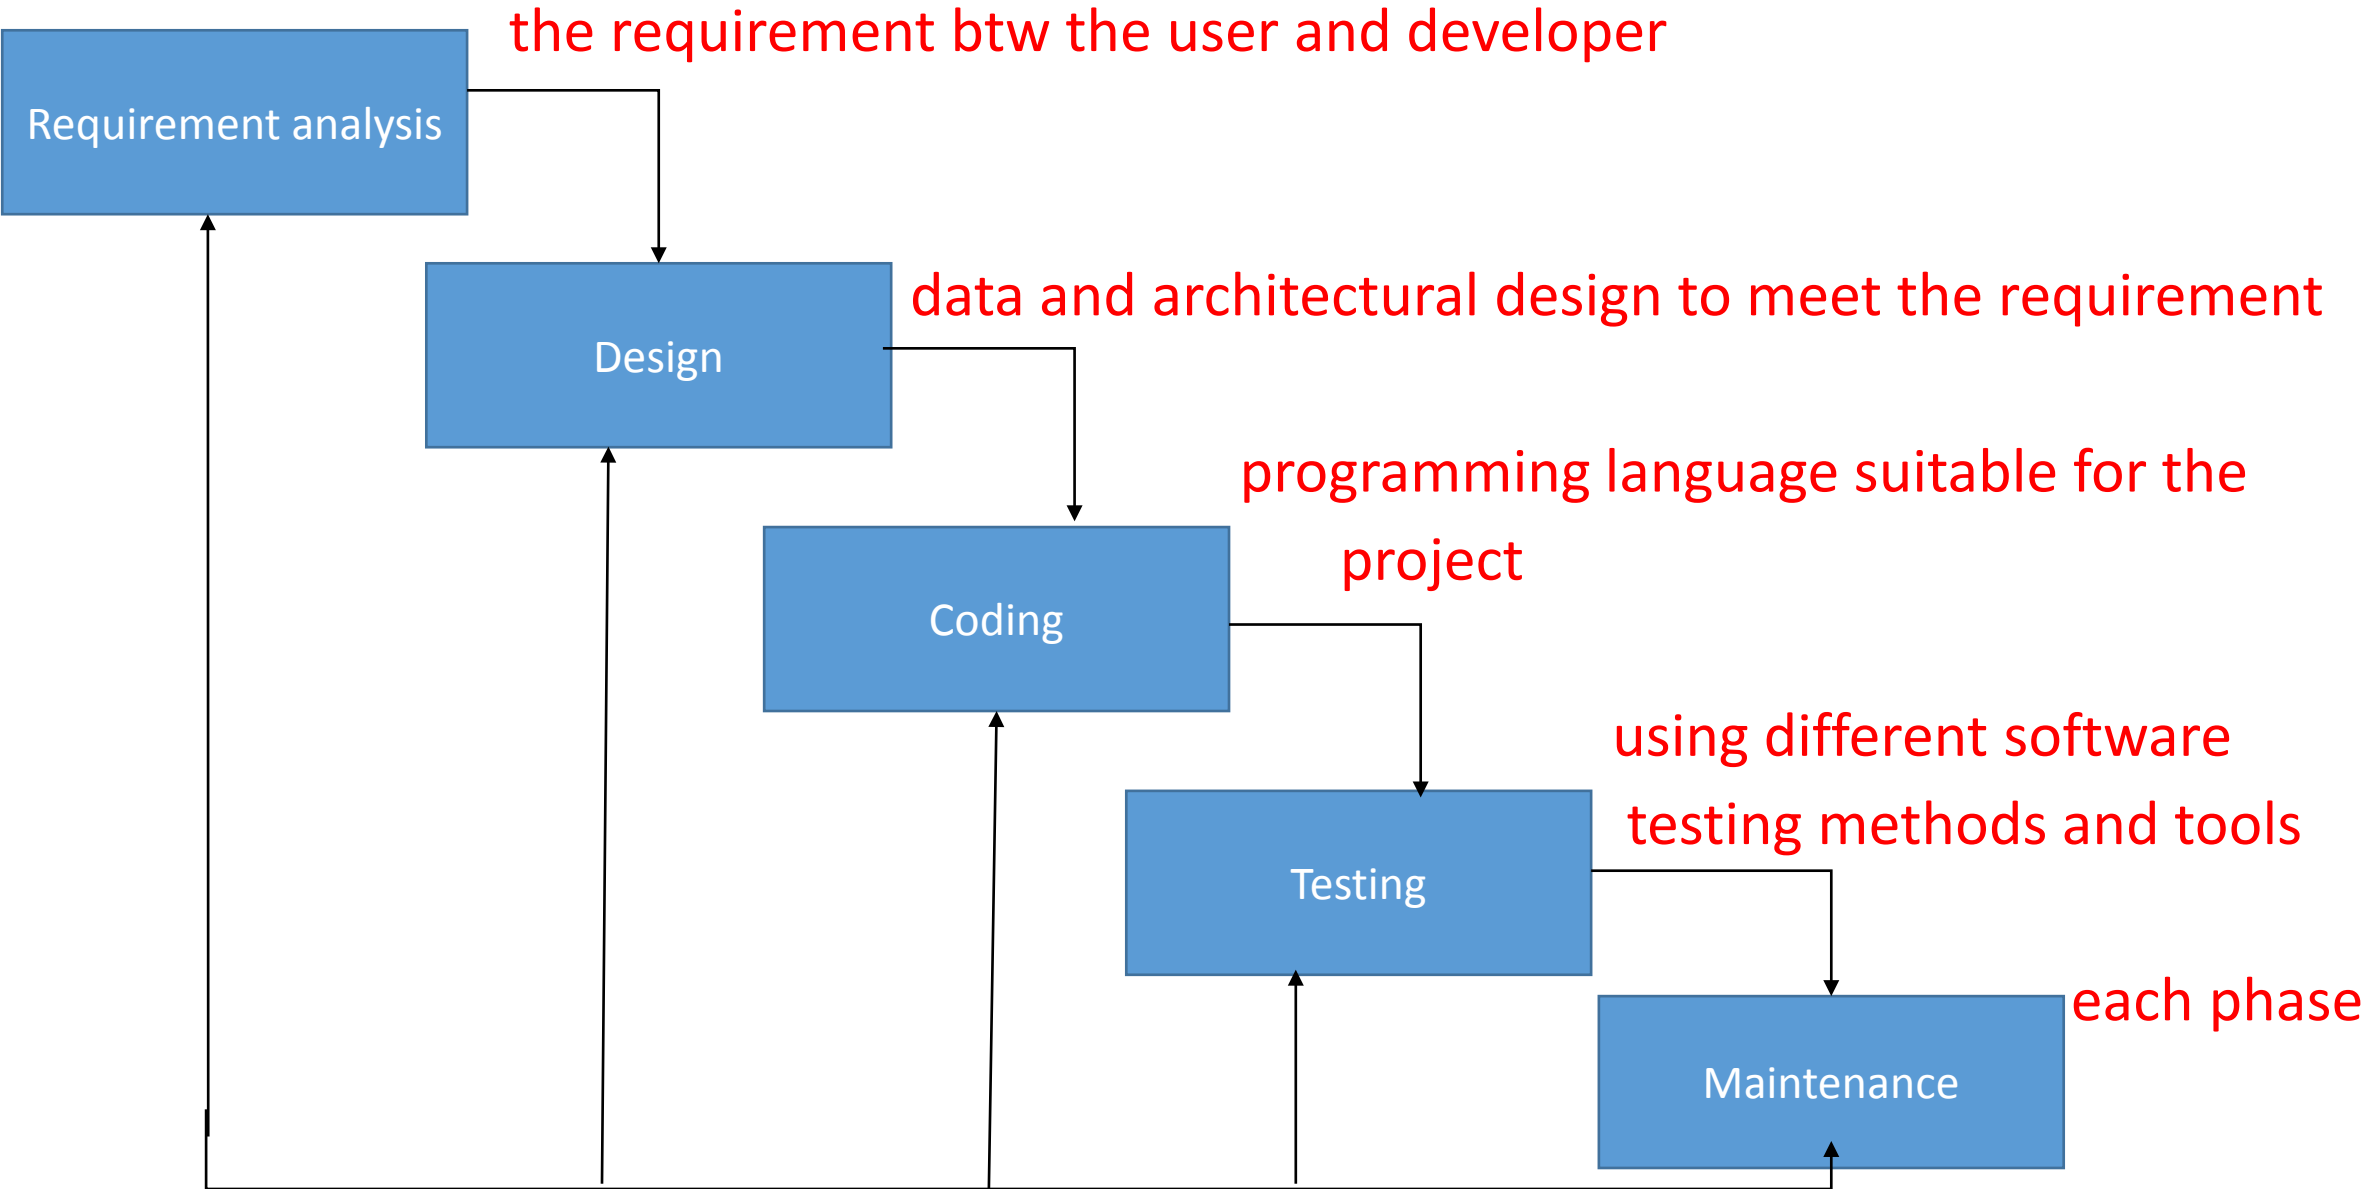 the requirement btw the user and developer
Requirement analysis
data and architectural design to meet the requirement
Design
programming language suitable for the
project
Coding
using different software
testing methods and tools
Testing
each phase
Maintenance